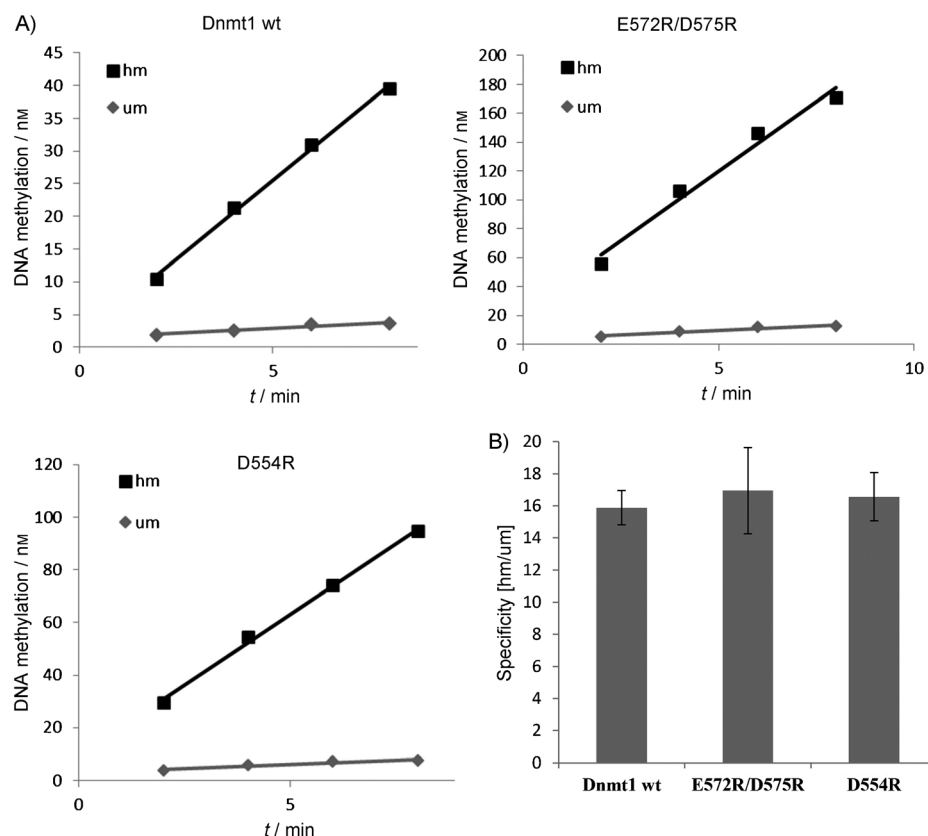 A)
Dnmt1 wt
DNA methylation / nM
45
40
35
30
25
20
15
10
5
0
hm
um
0
5
t / min
E572R/D575R
DNA methylation / nM
200
180
160
140
120
100
80
60
40
20
0
hm
um
0
5
10
t / min
D554R
DNA methylation / nM
120
100
80
60
40
20
0
hm
um
5
t / min
B)
Specificity [hm/um]
20
18
16
14
12
10
8
6
4
2
0
Dnmt1 wt
E572R/D575R
D554R